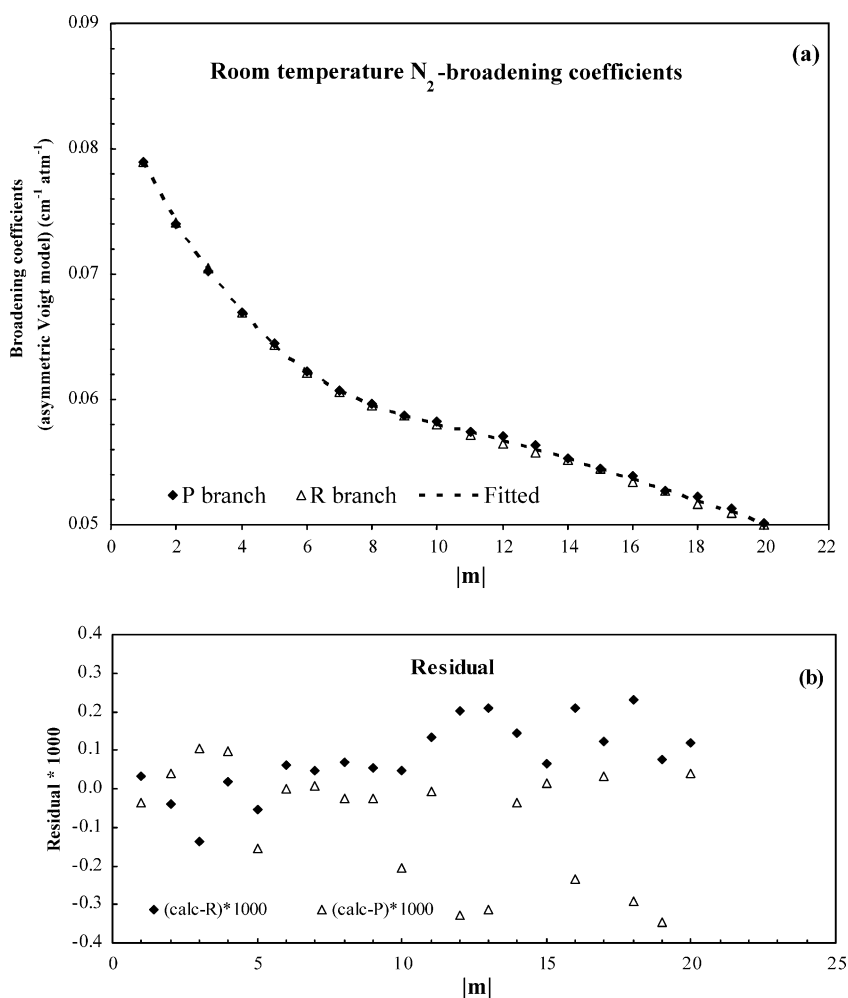 0.09
(a)
Room temperature N2-broadening coefficients
0.08
0.07
0.06
0.05
Broadening coefficients
(asymmetric Voigt model) (cm-1 atm-1)
P branch R branch Fitted
0 2 4 6 8 10 12 14 16 18 20 22
|m|
0.4
Residual
(b)
0.3
0.2
0.1
0.0
-0.1
-0.2
-0.3
-0.4
Residual * 1000
(calc-R)*1000 (calc-P)*1000
0 5 10 15 20 25
|m|